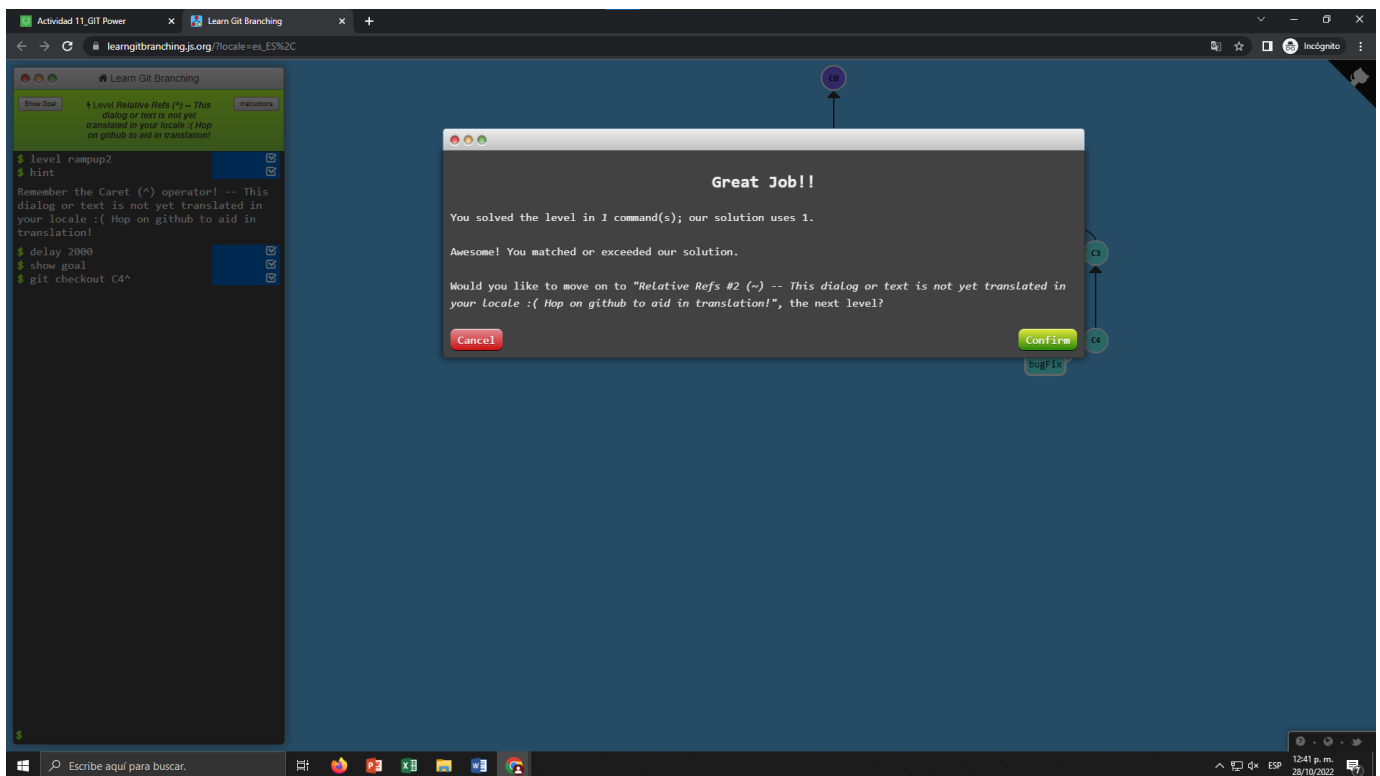 Actividad 11_GIT Power
Learn Git Branching
learngitbranching.js.org/?locale=es_ES%2C
Incógnito
Learn Git Branching
Show Goal
Level Relative Refs (^) -- This
dialog or text is not yet
translated in your locale :( Hop
on github to aid in translation!
Instructions
$ level rampup2
$ hint
Remember the Caret (^) operator! -- This
dialog or text is not yet translated in
your locale :( Hop on github to aid in
translation!
$ delay 2000
$ show goal
$ git checkout C4^
$
C0
Great Job!!
You solved the level in 1 command(s); our solution uses 1.
Awesome! You matched or exceeded our solution.
Would you like to move on to "Relative Refs #2 (~) -- This dialog or text is not yet translated in
your locale :( Hop on github to aid in translation!", the next level?
Cancel
Confirm
C3
C4
bugFix
Escribe aquí para buscar.
ESP
12:41 p. m.
28/10/2022
7